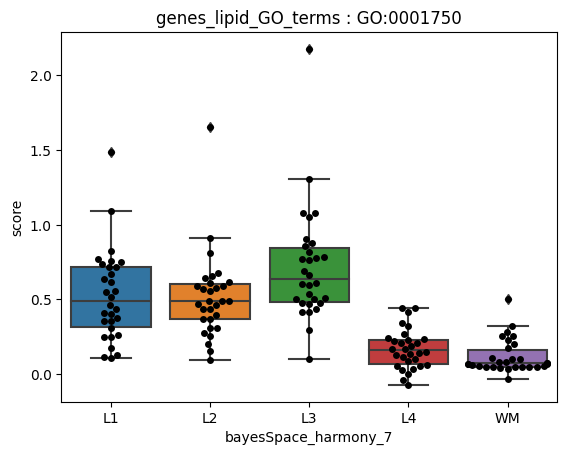 genes_lipid_GO_terms : GO:0001750
2.0
1.5
1.0
0.5
0.0
score
L1 L2 L3 L4 WM
bayesSpace_harmony_7